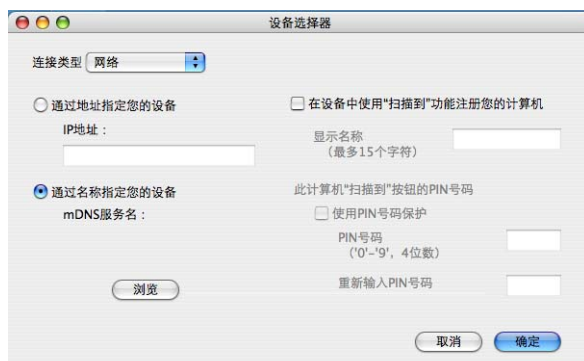 设备选择器
连接类型 网络
通过地址指定您的设备
IP地址：
通过名称指定您的设备
mDNS服务名：
浏览
在设备中使用“扫描到”功能注册您的计算机
显示名称
（最多15个字符）
此计算机“扫描到”按钮的PIN号码
使用PIN号码保护
PIN号码
('0'-'9'，4位数）
重新输入PIN号码
取消 确定